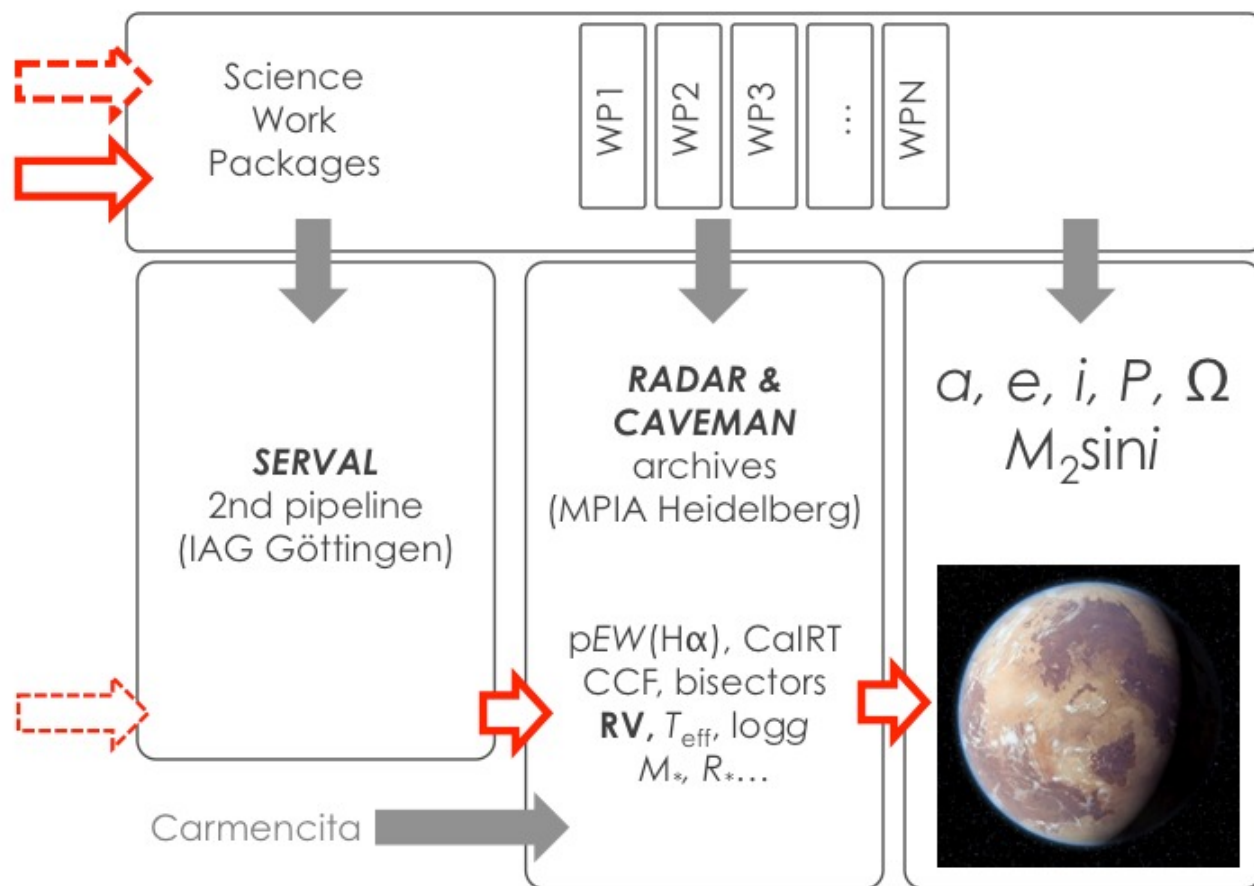 Science
Work
Packages
WP1
WP2
WP3
...
WPN
SERVAL
2nd pipeline
(IAG Göttingen)
RADAR &
CAVEMAN
archives
(MPIA Heidelberg)
pEW(Hα), CaIRT
CCF, bisectors
RV, Teff, logg
M*, R*...
a, e, i, P, Ω
M₂sini
Carmencita